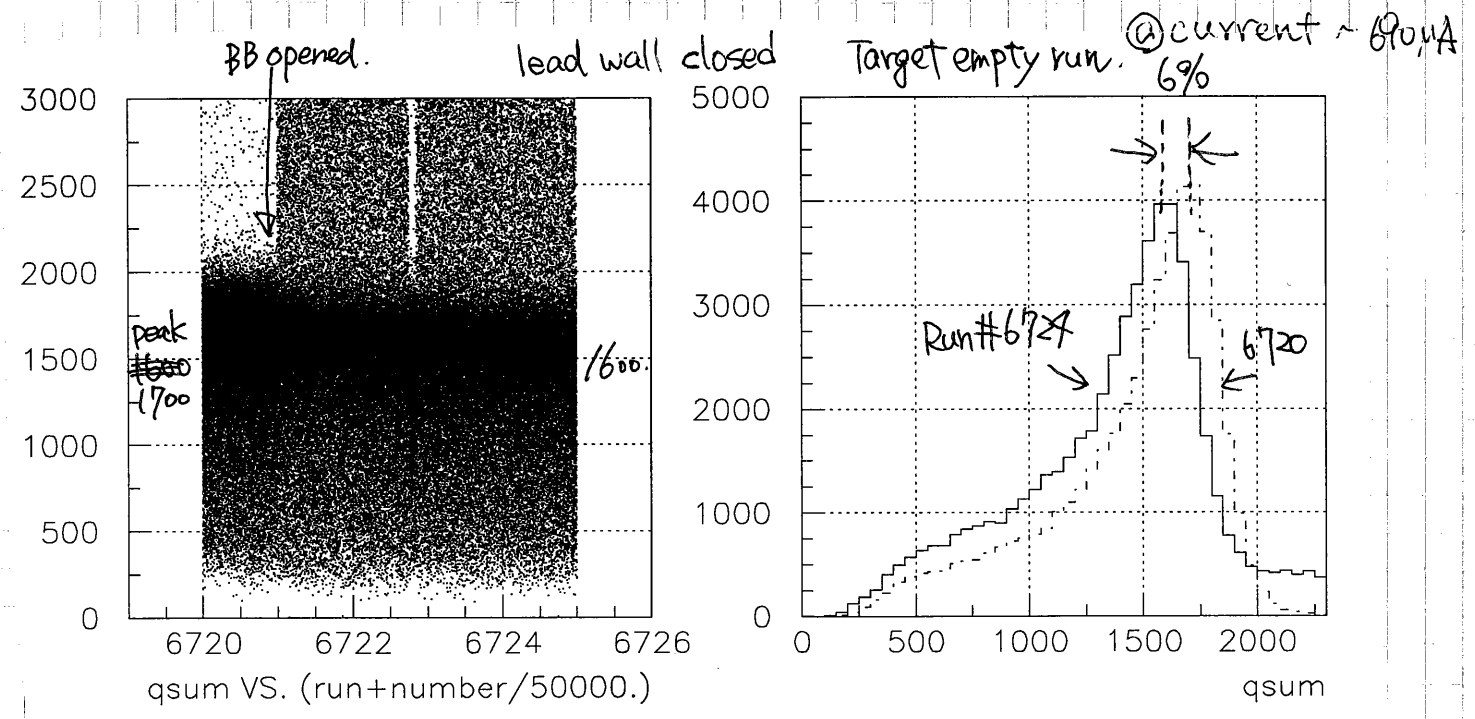 @ current ~ 690μA
BB opened.
lead wall closed
Target empty run.
6%
3000
2500
2000
1500
1000
500
0
peak
1600
1700
1600.
6720 6722 6724 6726
qsum VS. (run+number/50000.)
5000
4000
3000
2000
1000
0
Run#6724
6720
0 500 1000 1500 2000
qsum